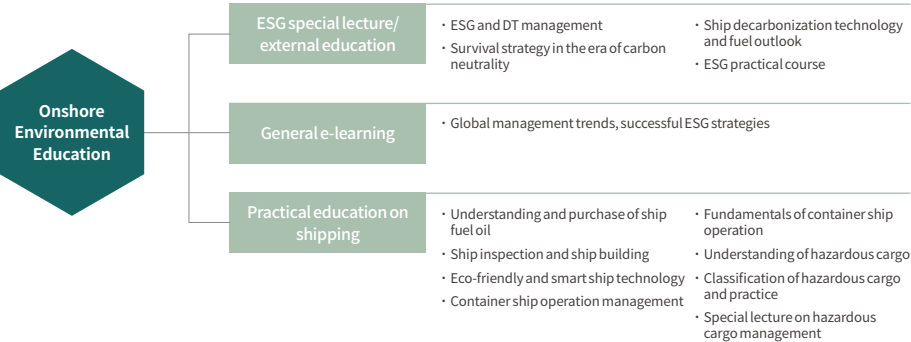 Onshore
Environmental
Education
ESG special lecture/
external education
・ESG and DT management
・Survival strategy in the era of carbon
neutrality
・Ship decarbonization technology
and fuel outlook
・ESG practical course
General e-learning
・Global management trends, successful ESG strategies
Practical education on
shipping
・Understanding and purchase of ship
fuel oil
・Ship inspection and ship building
・Eco-friendly and smart ship technology
・Container ship operation management
・Fundamentals of container ship
operation
・Understanding of hazardous cargo
・Classification of hazardous cargo
and practice
・Special lecture on hazardous
cargo management